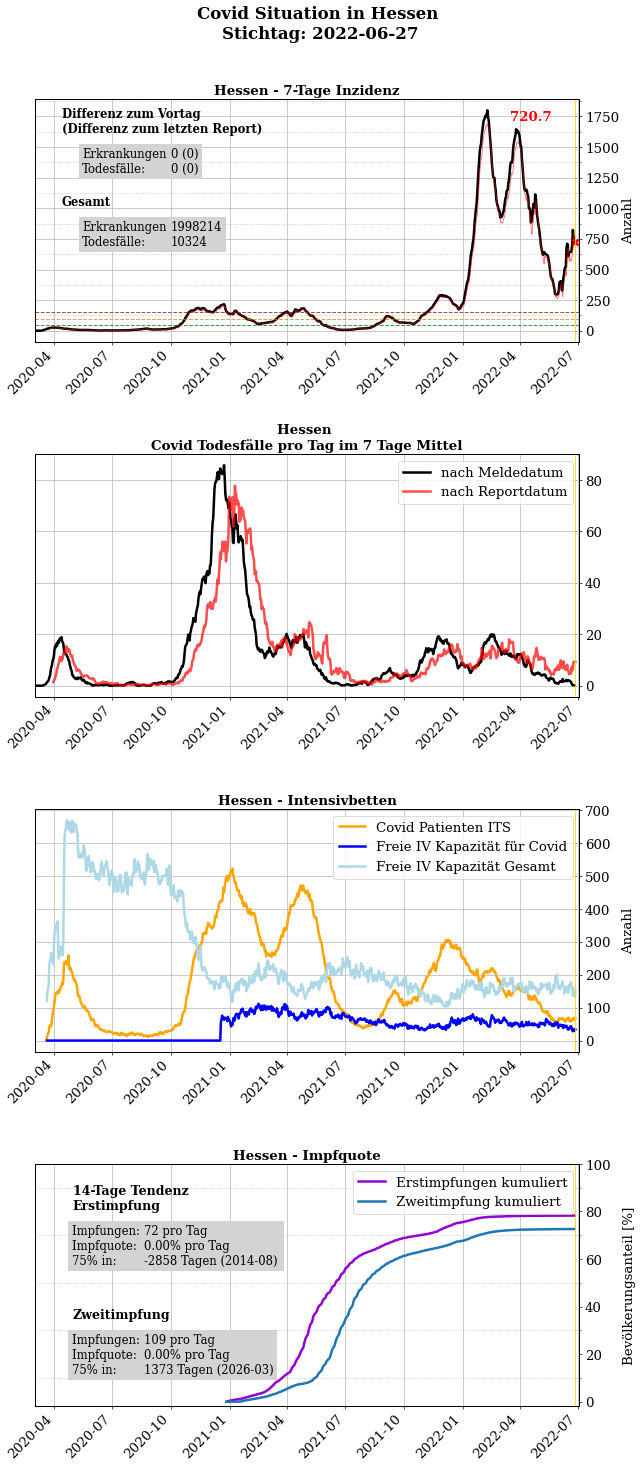 Covid Situation in Hessen
Stichtag: 2022-06-27
Hessen - 7-Tage Inzidenz
Differenz zum Vortag
(Differenz zum letzten Report)
Erkrankungen 0 (0)
Todesfälle: 0 (0)
Gesamt
Erkrankungen 1998214
Todesfälle: 10324
720.7
1750
1500
1250
1000
750
500
250
0
Anzahl
2020-04
2020-07
2020-10
2021-01
2021-04
2021-07
2021-10
2022-01
2022-04
2022-07
Hessen
Covid Todesfälle pro Tag im 7 Tage Mittel
nach Meldedatum
nach Reportdatum
80
60
40
20
0
2020-04
2020-07
2020-10
2021-01
2021-04
2021-07
2021-10
2022-01
2022-04
2022-07
Hessen - Intensivbetten
Covid Patienten ITS
Freie IV Kapazität für Covid
Freie IV Kapazität Gesamt
700
600
500
400
300
200
100
0
Anzahl
2020-04
2020-07
2020-10
2021-01
2021-04
2021-07
2021-10
2022-01
2022-04
2022-07
Hessen - Impfquote
14-Tage Tendenz
Erstimpfung
Impfungen: 72 pro Tag
Impfquote: 0.00% pro Tag
75% in: -2858 Tagen (2014-08)
Zweitimpfung
Impfungen: 109 pro Tag
Impfquote: 0.00% pro Tag
75% in: 1373 Tagen (2026-03)
Erstimpfungen kumuliert
Zweitimpfung kumuliert
100
80
60
40
20
0
Bevölkerungsanteil [%]
2020-04
2020-07
2020-10
2021-01
2021-04
2021-07
2021-10
2022-01
2022-04
2022-07